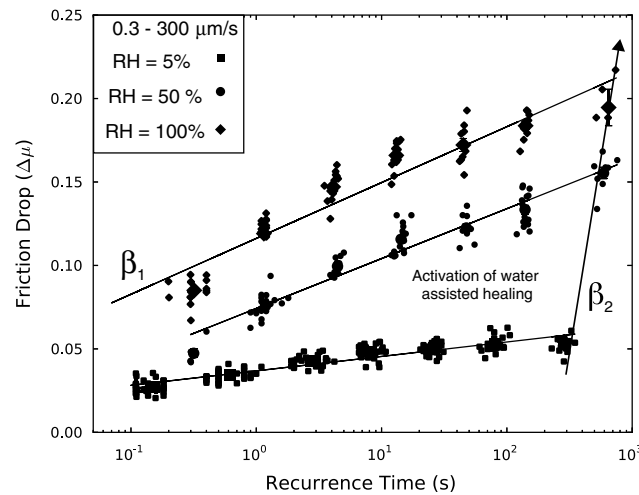 0.3 - 300 μm/s
RH = 5%
RH = 50 %
RH = 100%
0.25
0.20
0.15
0.10
0.05
0.00
Friction Drop (Δμ)
β1
Activation of water
assisted healing
β2
10-1 100 101 102 103
Recurrence Time (s)